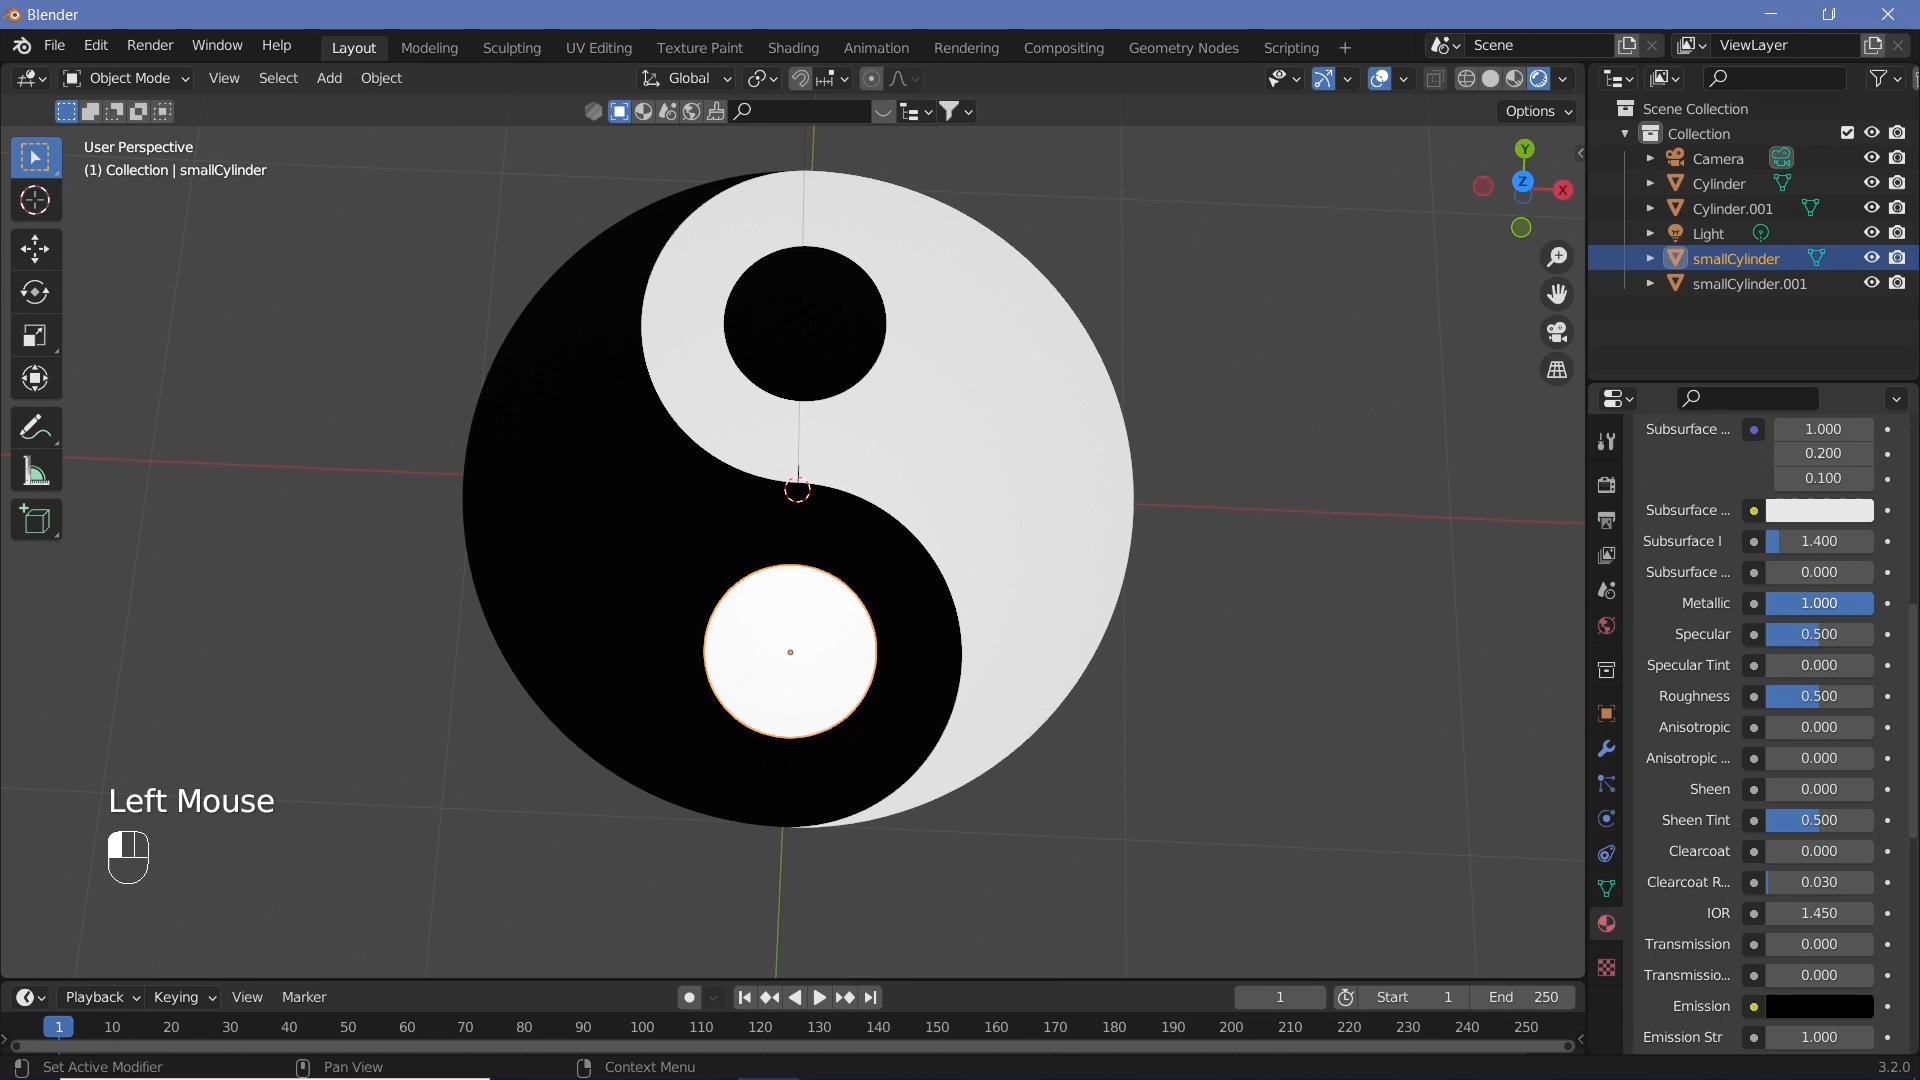 Blender
File Edit Render Window Help Layout Modeling Sculpting UV Editing Texture Paint Shading Animation Rendering Compositing Geometry Nodes Scripting + Scene ViewLayer
Object Mode View Select Add Object Global
Options
User Perspective
(1) Collection | smallCylinder
Y
Z
X
Left Mouse
Scene Collection
Collection
Camera
Cylinder
Cylinder.001
Light
smallCylinder
smallCylinder.001
Subsurface ... 1.000
0.200
0.100
Subsurface ...
Subsurface I 1.400
Subsurface ... 0.000
Metallic 1.000
Specular 0.500
Specular Tint 0.000
Roughness 0.500
Anisotropic 0.000
Anisotropic ... 0.000
Sheen 0.000
Sheen Tint 0.500
Clearcoat 0.000
Clearcoat R... 0.030
IOR 1.450
Transmission 0.000
Transmissio... 0.000
Emission
Emission Str 1.000
Playback Keying View Marker 1 Start 1 End 250
1 10 20 30 40 50 60 70 80 90 100 110 120 130 140 150 160 170 180 190 200 210 220 230 240 250
Set Active Modifier Pan View Context Menu 3.2.0